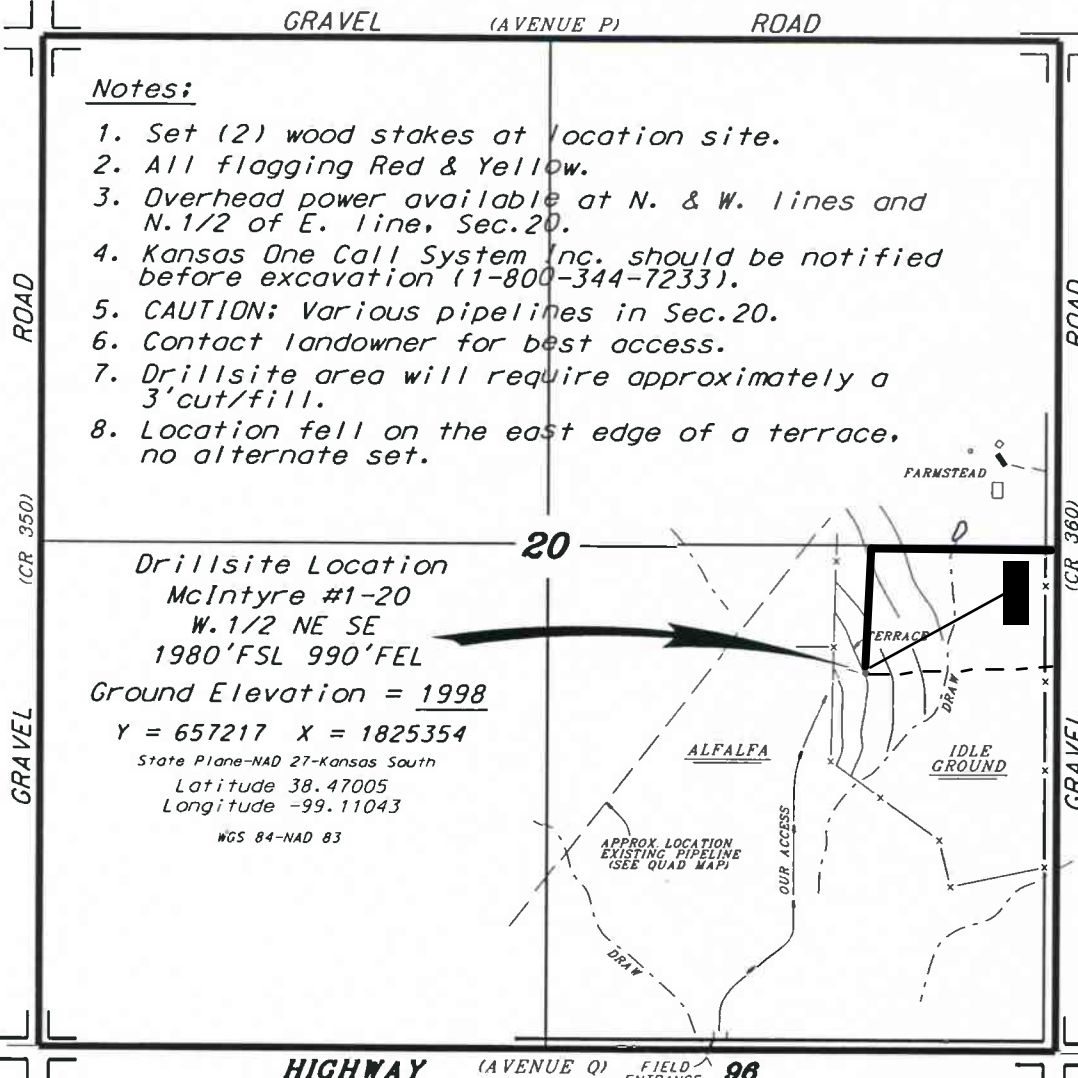 GRAVEL (AVENUE P) ROAD
Notes:
1. Set (2) wood stakes at location site.
2. All flagging Red & Yellow.
3. Overhead power available at N. & W. lines and
N.1/2 of E. line, Sec.20.
4. Kansas One Call System Inc. should be notified
before excavation (1-800-344-7233).
5. CAUTION: Various pipelines in Sec.20.
6. Contact landowner for best access.
7. Drillsite area will require approximately a
3'cut/fill.
8. Location fell on the east edge of a terrace,
no alternate set.
ROAD
(CR 350)
GRAVEL
ROAD
(CR 360)
GRAVEL
FARMSTEAD
20
Drillsite Location
McIntyre #1-20
W.1/2 NE SE
1980'FSL 990'FEL
Ground Elevation = 1998
Y = 657217 X = 1825354
State Plane-NAD 27-Kansas South
Latitude 38.47005
Longitude -99.11043
WGS 84-NAD 83
TERRACE
DRAW
ALFALFA
IDLE
GROUND
OUR ACCESS
APPROX. LOCATION
EXISTING PIPELINE
(SEE QUAD MAP)
DRAW
HIGHWAY (AVENUE Q) FIELD 96
ENTRANCE